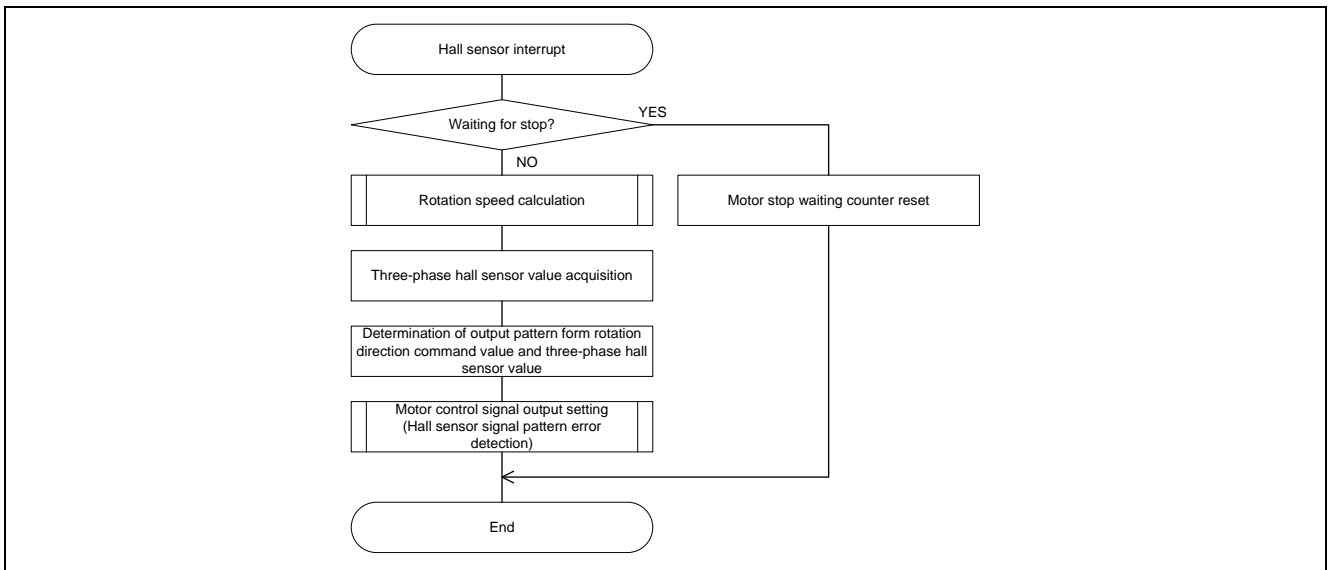 Hall sensor interrupt
Waiting for stop?
YES
NO
Rotation speed calculation
Motor stop waiting counter reset
Three-phase hall sensor value acquisition
Determination of output pattern form rotation
direction command value and three-phase hall
sensor value
Motor control signal output setting
(Hall sensor signal pattern error
detection)
End